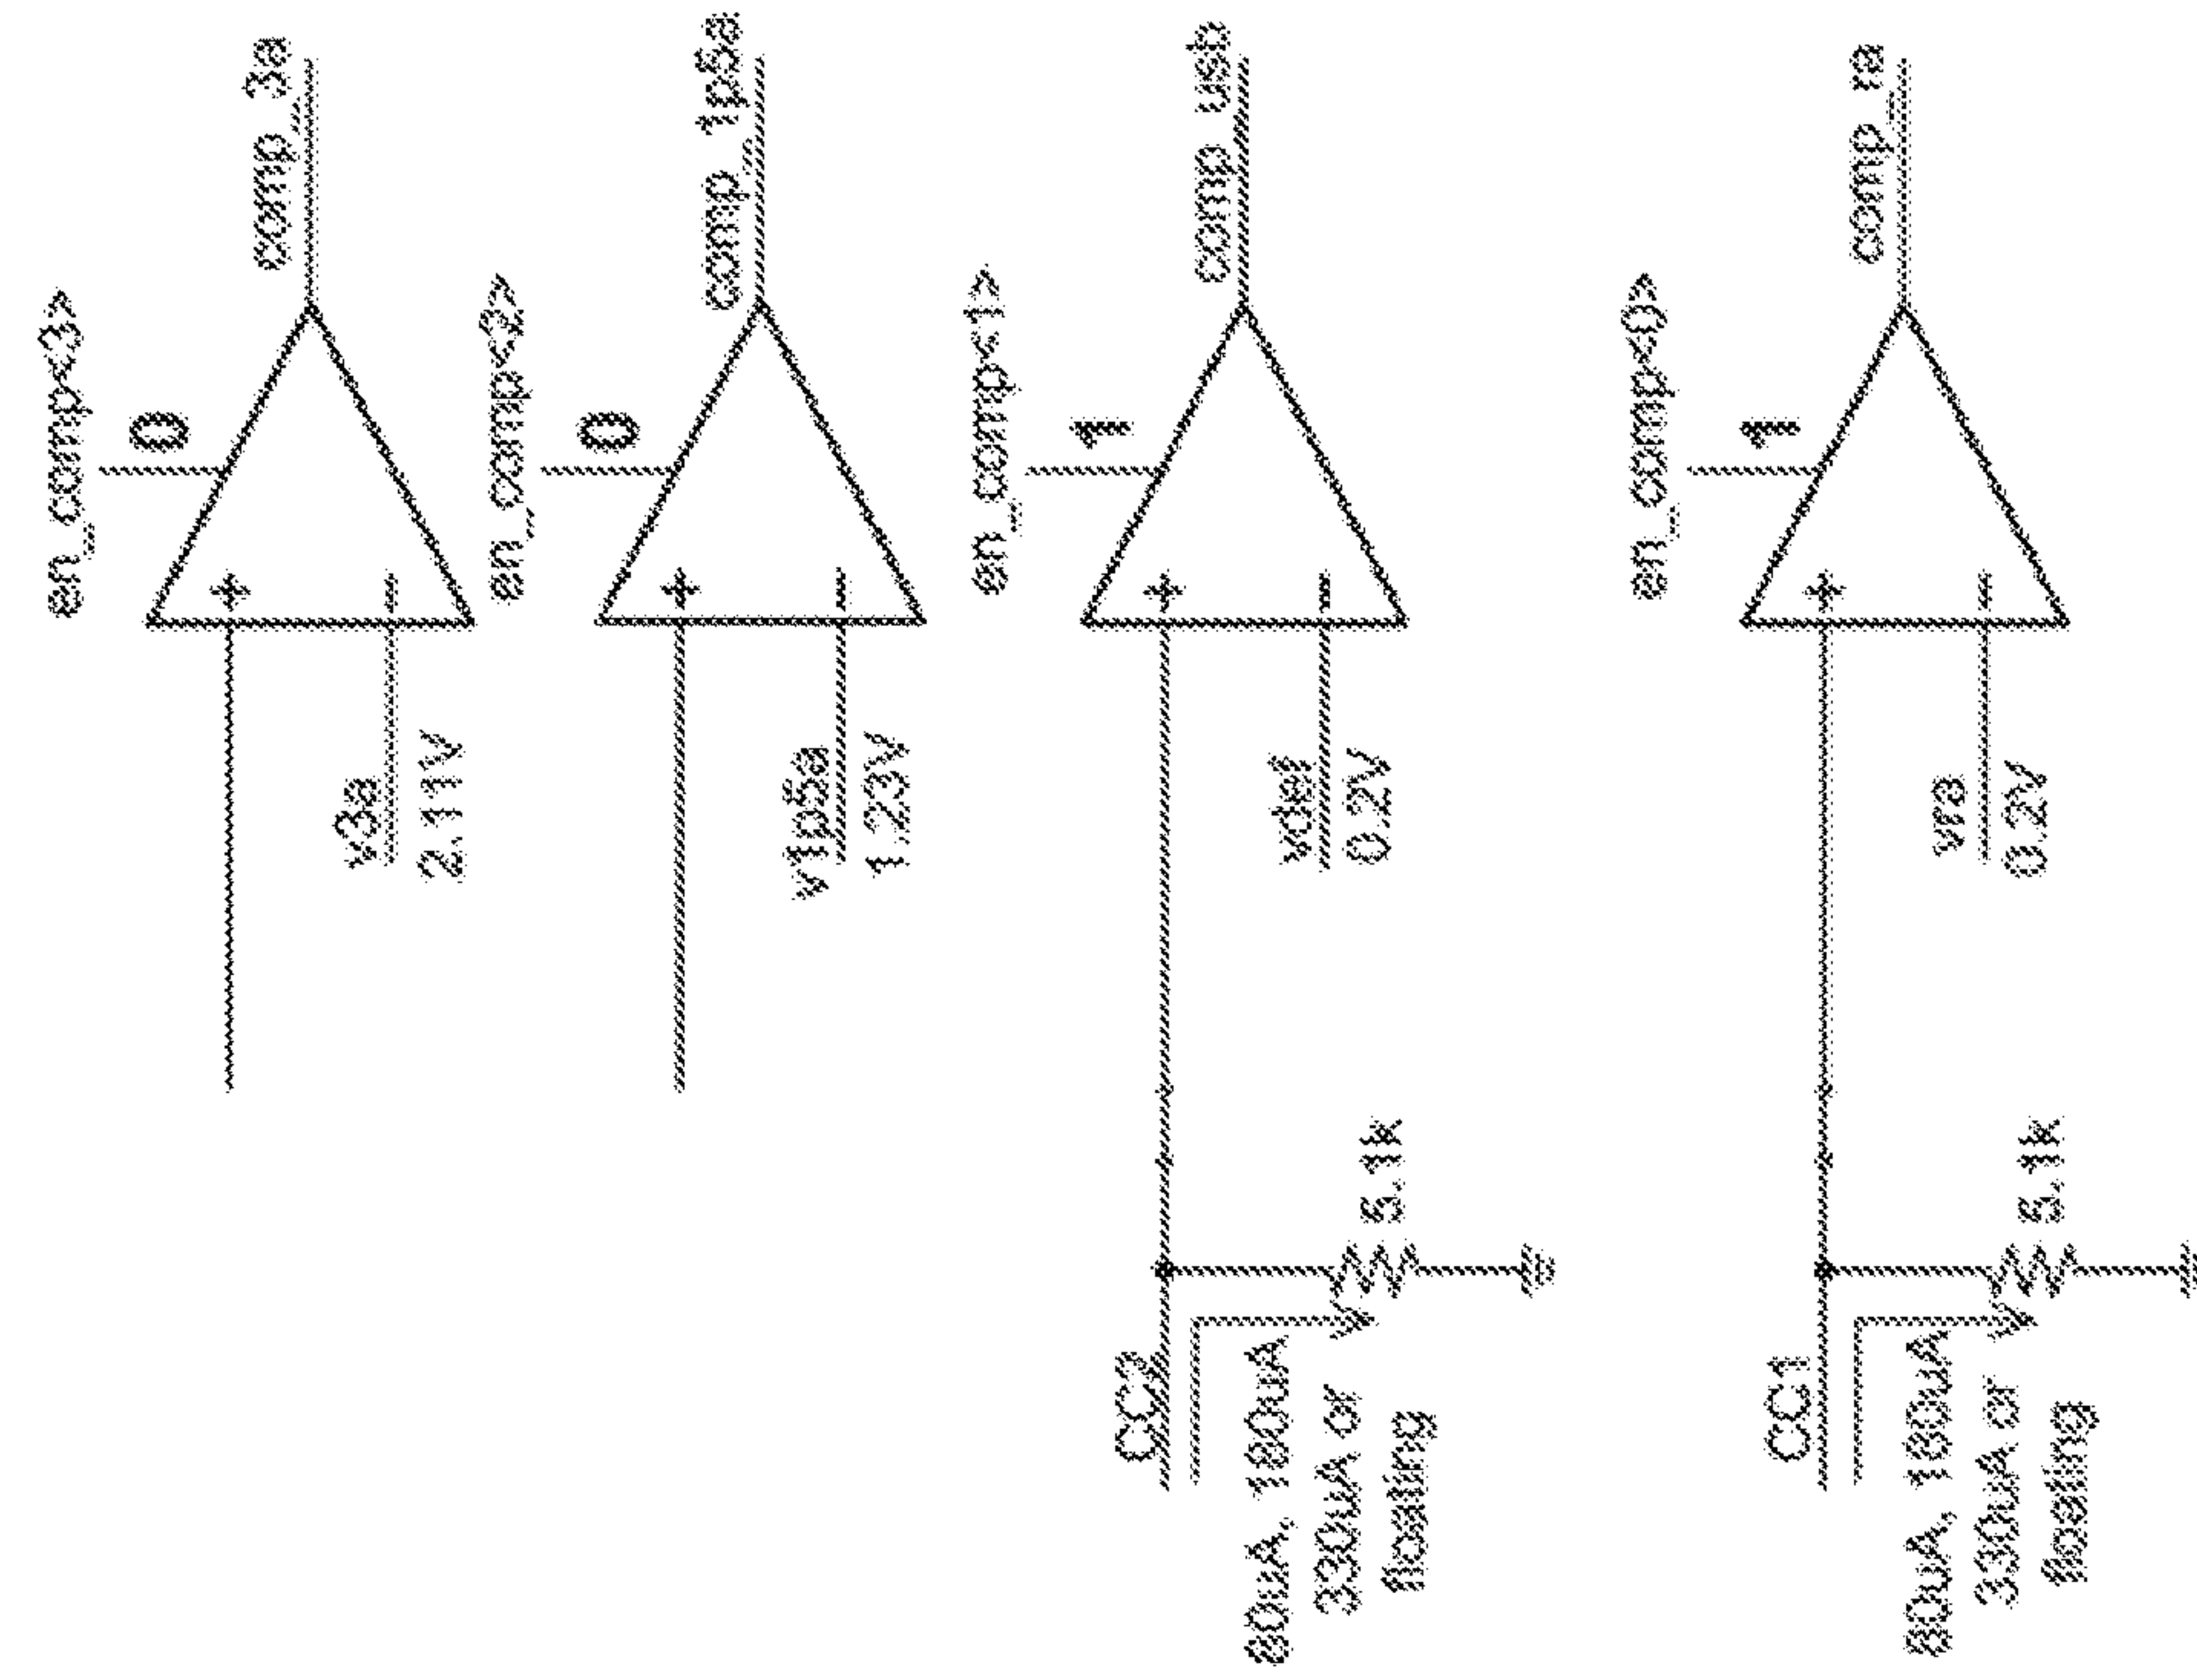 en_comp<3>
0
comp_3a
v3a
2.11V
en_comp<2>
0
comp_1p5a
v1p5a
1.23V
en_comp<1>
1
comp_usb
+
-
vdef
0.2V
CC2
80uA, 180uA
330uA or
floating
5.1k
en_comp<0>
1
comp_ra
vra
0.2V
CC1
80uA, 180uA
330uA or
floating
5.1k